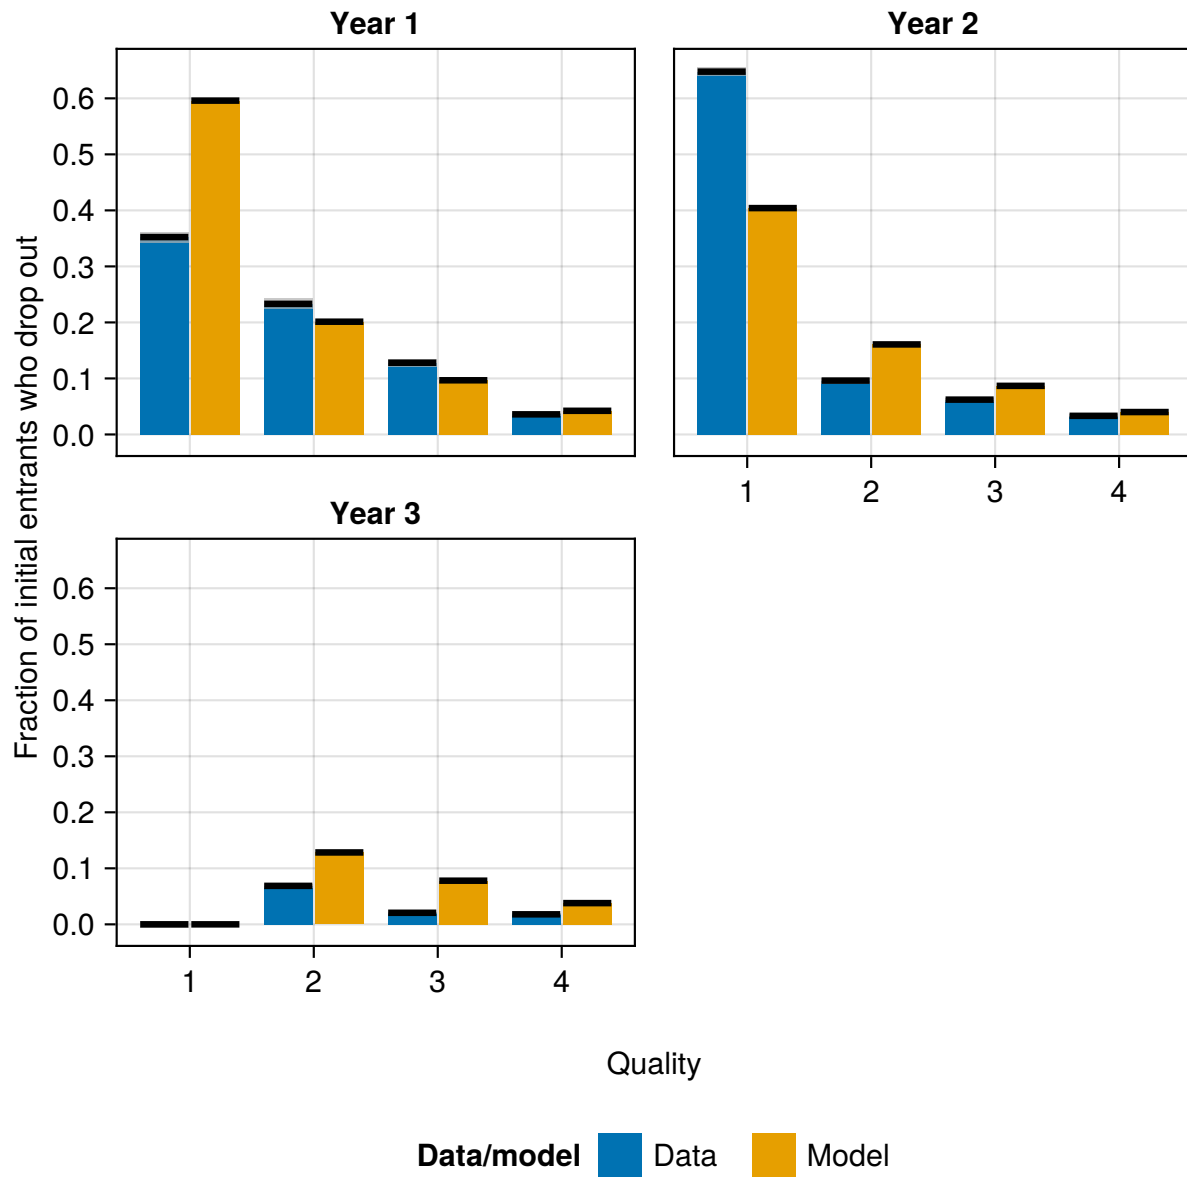 Year 1
Year 2
Fraction of initial entrants who drop out
0.6
0.5
0.4
0.3
0.2
0.1
0.0
1 2 3 4
Year 3
0.6
0.5
0.4
0.3
0.2
0.1
0.0
1 2 3 4
Quality
Data/model Data Model